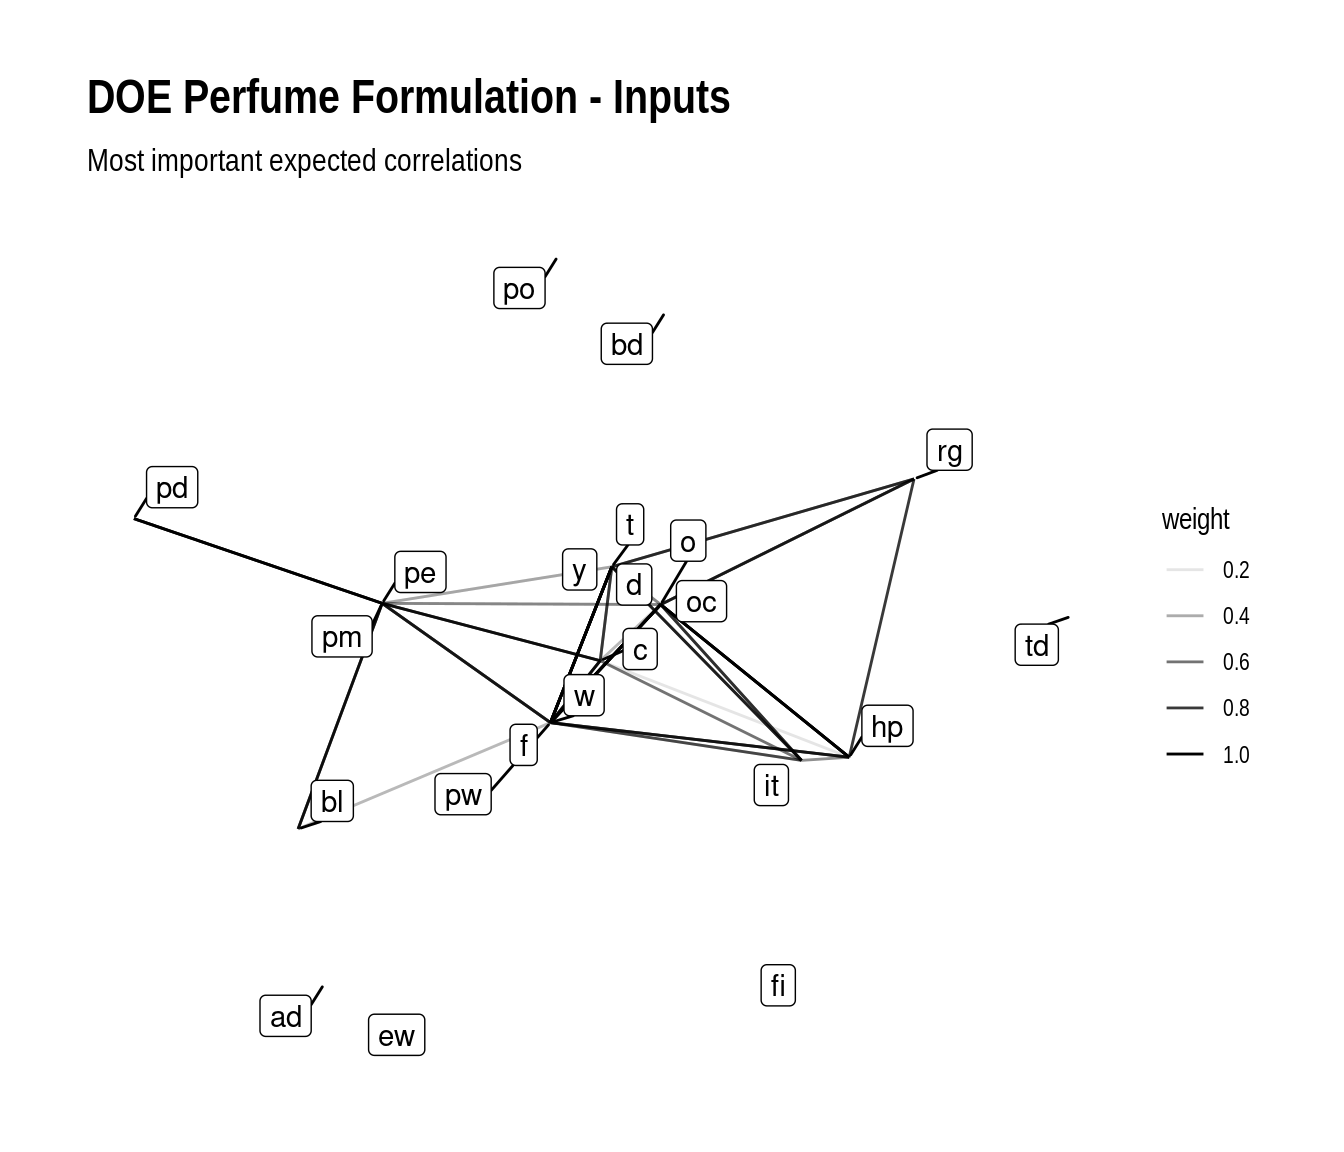 DOE Perfume Formulation - Inputs
Most important expected correlations
po
bd
rg
pd
t
o
weight
y
pe
d
0.2
oc
0.4
pm
c
td
0.6
w
0.8
hp
f
1.0
it
pw
bl
fi
ad
ew